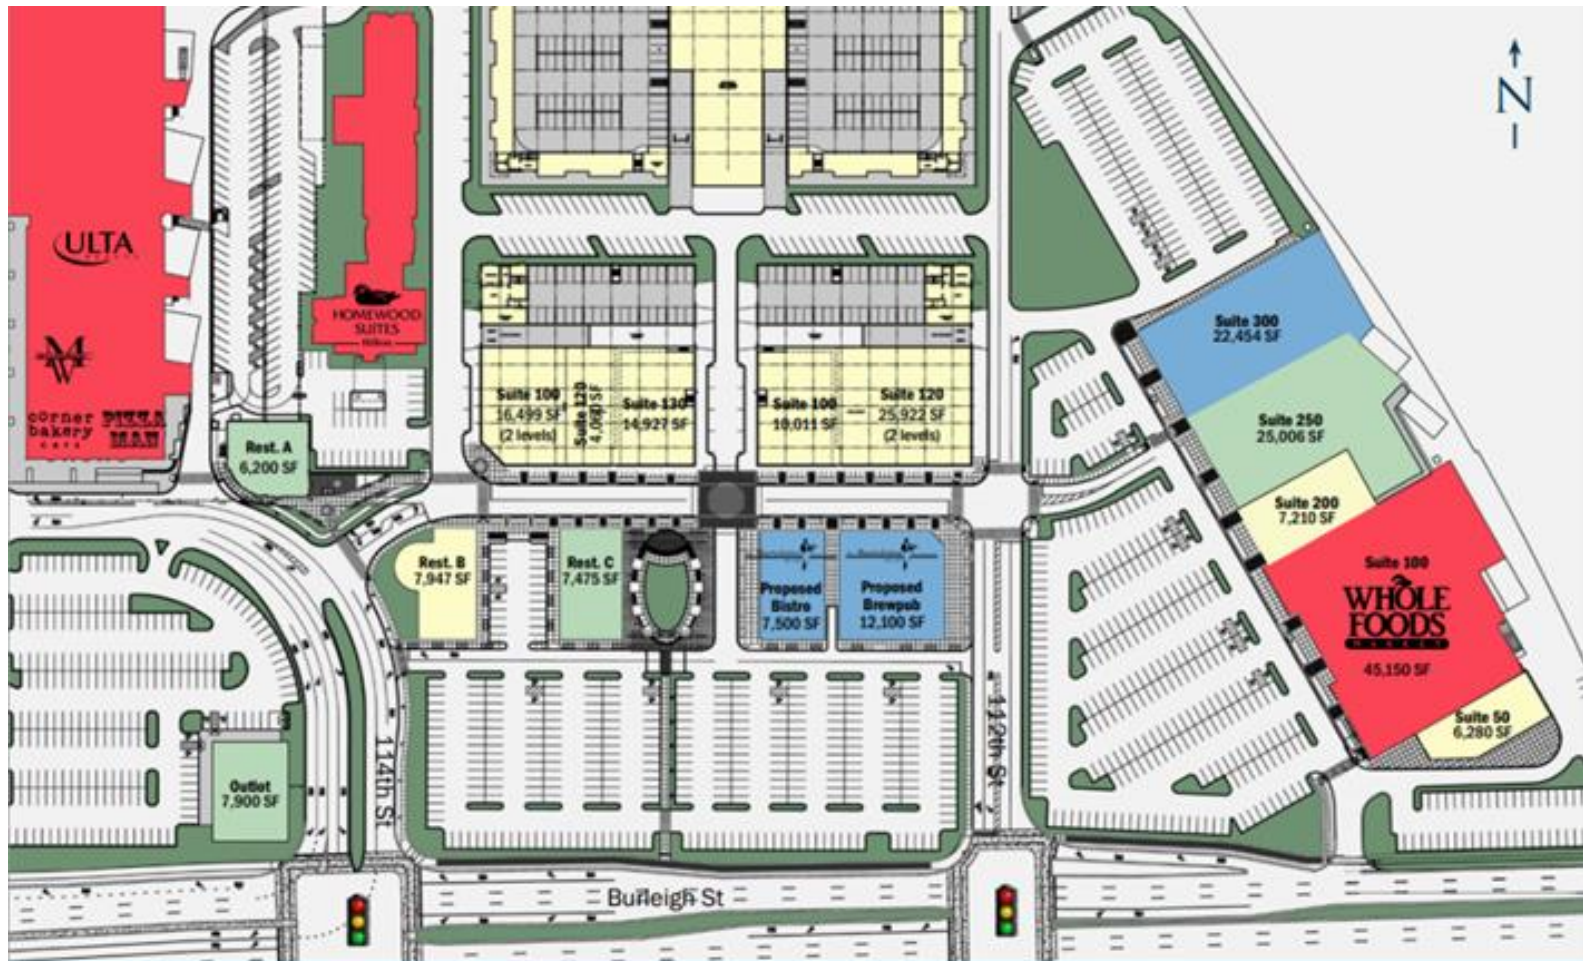 N
ULTA
HOMEWOOD
SUITES
Hilton
M
W
corner
bakery
CAFE
PIZZA
MAN
Rest. A
6,200 SF
Suite 100
16,499 SF
(2 levels)
Suite 120
4,060 SF
Suite 130
14,927 SF
Suite 100
10,011 SF
Suite 120
25,922 SF
(2 levels)
Suite 300
22,454 SF
Suite 250
25,006 SF
Suite 200
7,210 SF
Suite 100
WHOLE
FOODS
MARKET
45,150 SF
Suite 50
6,280 SF
Rest. B
7,947 SF
Rest. C
7,475 SF
Proposed
Bistro
7,500 SF
Proposed
Brewpub
12,100 SF
Outlot
7,900 SF
114th St
112th St
Burleigh St